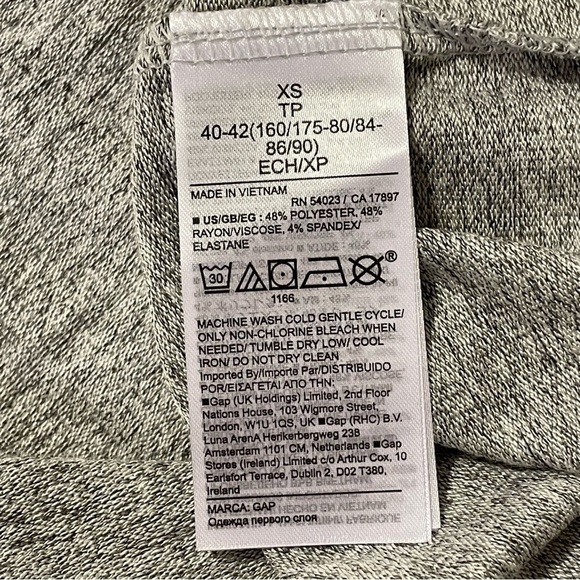 XS
TP
40-42(160/175-80/84-
86/90)
ECH/XP
MADE IN VIETNAM
RN 54023 / CA 17897
■ US/GB/EG : 48% POLYESTER, 48%
RAYON/VISCOSE, 4% SPANDEX/
ELASTANE
30
®
1166
MACHINE WASH COLD GENTLE CYCLE/
ONLY NON-CHLORINE BLEACH WHEN
NEEDED/ TUMBLE DRY LOW/ COOL
IRON/ DO NOT DRY CLEAN
Imported By/Importe Par/DISTRIBUIDO
POR/ΕΙΣΑΓΕΤΑΙ ΑΠΟ ΤΗΝ:
■Gap (UK Holdings) Limited, 2nd Floor
Nations House, 103 Wigmore Street,
London, W1U 1QS, UK ■Gap (RHC) B.V.
Luna ArenA Herikerbergweg 238
Amsterdam 1101 CM, Netherlands ■Gap
Stores (Ireland) Limited c/o Arthur Cox, 10
Earlsfort Terrace, Dublin 2, D02 T380,
Ireland
MARCA: GAP
Одежда первого слоя